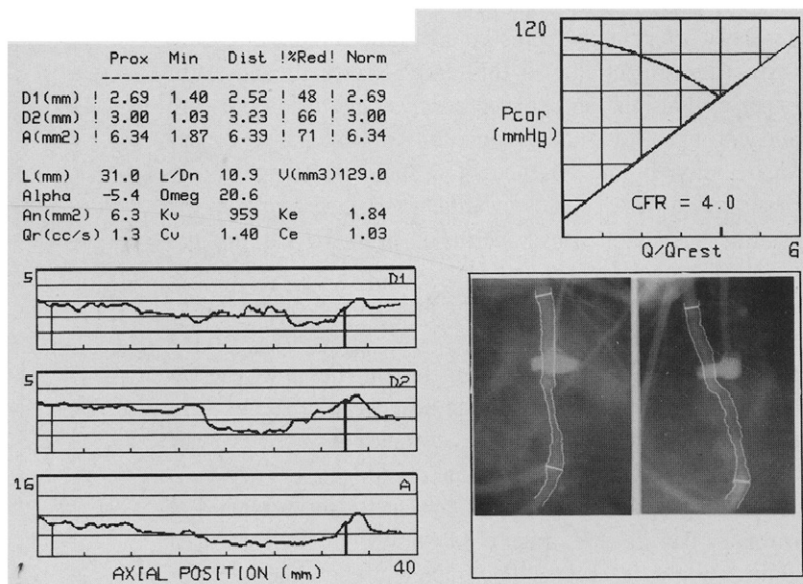 Prox Min Dist !%Red! Norm
D1(mm) ! 2.69 1.40 2.52 ! 48 ! 2.69
D2(mm) ! 3.00 1.03 3.23 ! 66 ! 3.00
A(mm2) ! 6.34 1.87 6.39 ! 71 ! 6.34
L(mm) 31.0 L/Dn 10.9 V(mm3)129.0
Alpha -5.4 Omeg 20.6
An(mm2) 6.3 Kv 959 Ke 1.84
Qr(cc/s) 1.3 Cv 1.40 Ce 1.03
120
Pcor
(mmHg)
CFR = 4.0
Q/Qrest 6
5 D1
5 D2
16 A
AXIAL POSITION (mm) 40